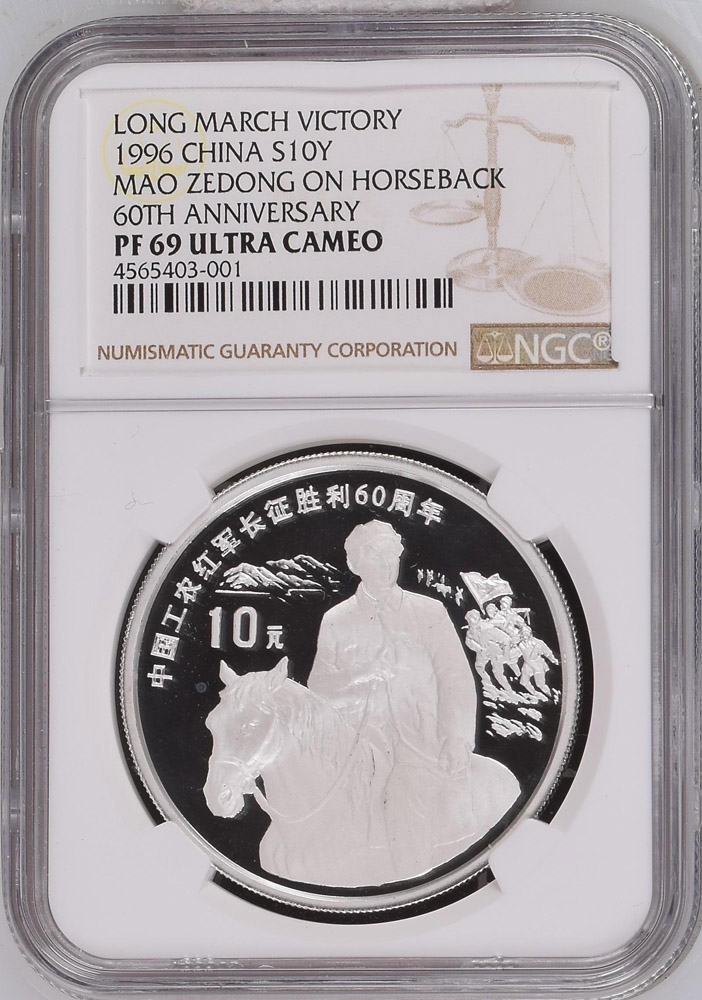 LONG MARCH VICTORY
1996 CHINA S10Y
MAO ZEDONG ON HORSEBACK
60TH ANNIVERSARY
PF 69 ULTRA CAMEO
4565403-001
NUMISMATIC GUARANTY CORPORATION
NGC®
中国工农红军长征胜利60周年
10元